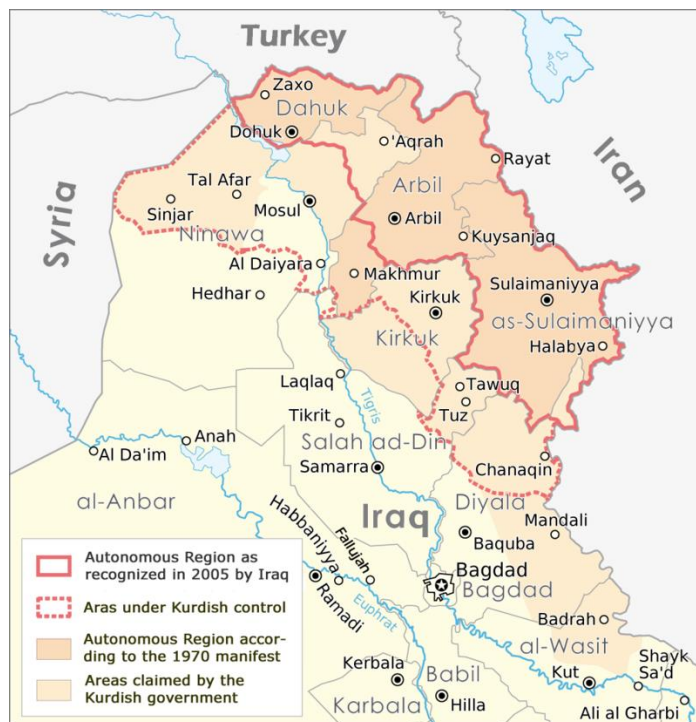 Turkey
Zaxo
Dahuk
Dohuk
'Aqrah
Rayat
Iran
Arbil
Tal Afar
Sinjar
Mosul
Arbil
Syria
Ninawa
Kuysanjaq
Al Daiyara
Makhmur
Hedhar
Kirkuk
Sulaimaniyya
as-Sulaimaniyya
Kirkuk
Halabya
Laqlaq
Tawuq
Tigris
Tuz
Tikrit
Salah ad-Din
Anah
Al Da'im
Samarra
Chanaqin
al-Anbar
Diyala
Iraq
Mandali
Habbaniyya
Fallujah
Baquba
Bagdad
Bagdad
Ramadi
Euphrat
Badrah
al-Wasit
Shayk
Sa'd
Kerbala
Babil
Kut
Karbala
Hilla
Ali al Gharbi
Autonomous Region as
recognized in 2005 by Iraq
Aras under Kurdish control
Autonomous Region accor-
ding to the 1970 manifest
Areas claimed by the
Kurdish government